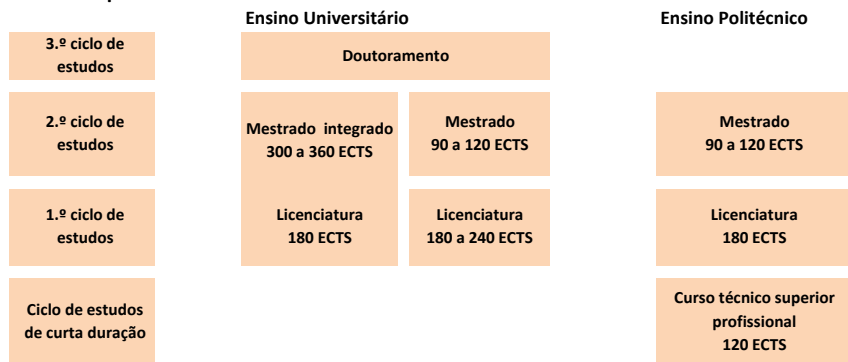 Ensino Universitário
Ensino Politécnico
3.º ciclo de
estudos
Doutoramento
2.º ciclo de
estudos
Mestrado integrado
300 a 360 ECTS
Mestrado
90 a 120 ECTS
Mestrado
90 a 120 ECTS
1.º ciclo de
estudos
Licenciatura
180 ECTS
Licenciatura
180 a 240 ECTS
Licenciatura
180 ECTS
Ciclo de estudos
de curta duração
Curso técnico superior
profissional
120 ECTS